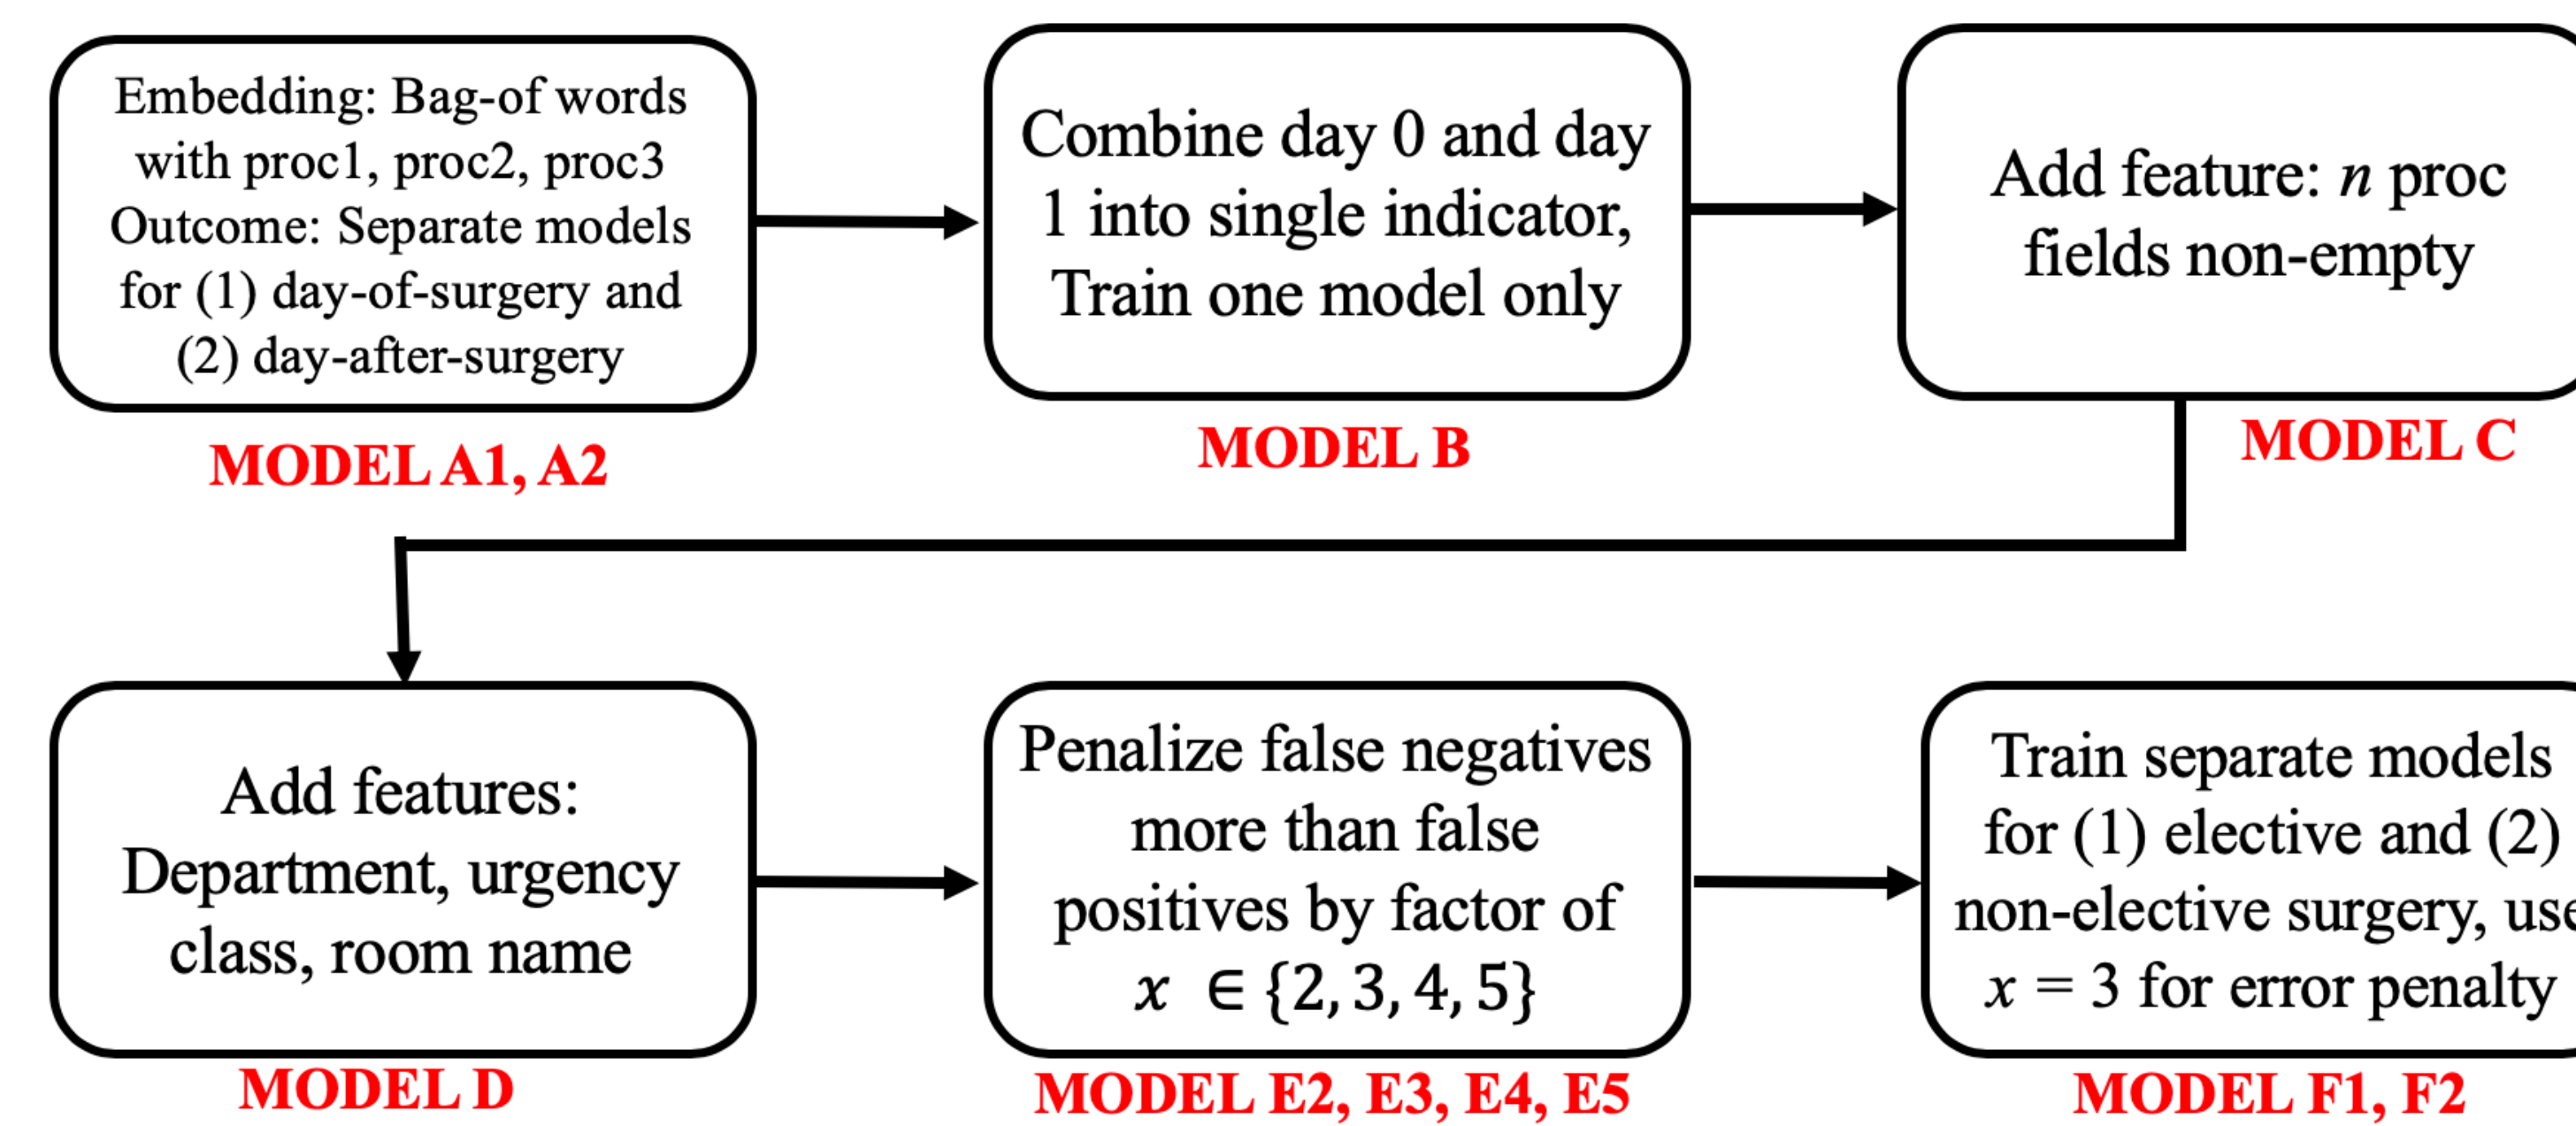 Embedding: Bag-of words
with proc1, proc2, proc3
Outcome: Separate models
for (1) day-of-surgery and
(2) day-after-surgery
MODEL A1, A2
Combine day 0 and day
1 into single indicator,
Train one model only
MODEL B
Add feature: n proc
fields non-empty
MODEL C
Add features:
Department, urgency
class, room name
MODEL D
Penalize false negatives
more than false
positives by factor of
x ∈ {2, 3, 4, 5}
MODEL E2, E3, E4, E5
Train separate models
for (1) elective and (2)
non-elective surgery, use
x = 3 for error penalty
MODEL F1, F2